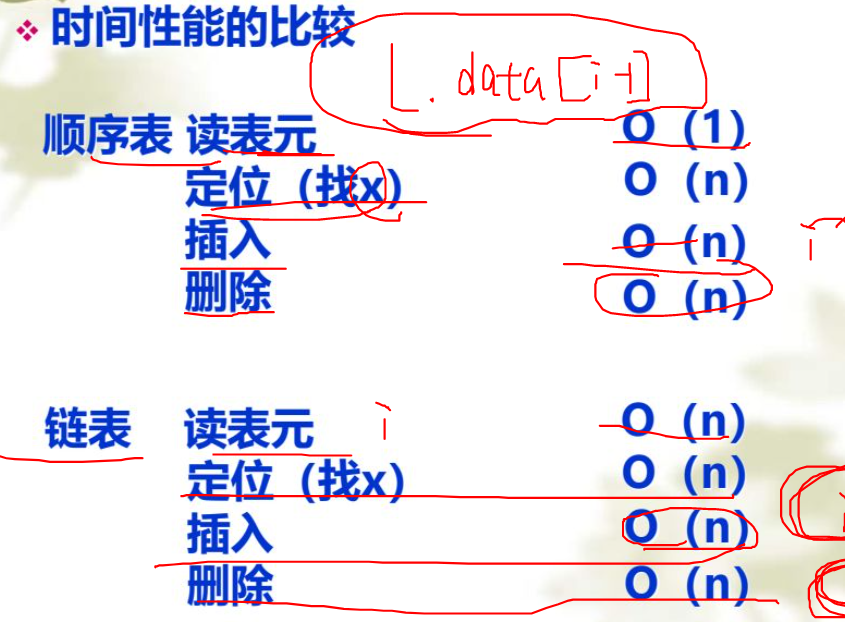 ❖ 时间性能的比较
L.data[i-1]
顺序表 读表元 O (1)
定位 (找x) O (n)
插入 O (n) i
删除 O (n)
链表 读表元 i O (n)
定位 (找x) O (n)
插入 O (n)
删除 O (n)